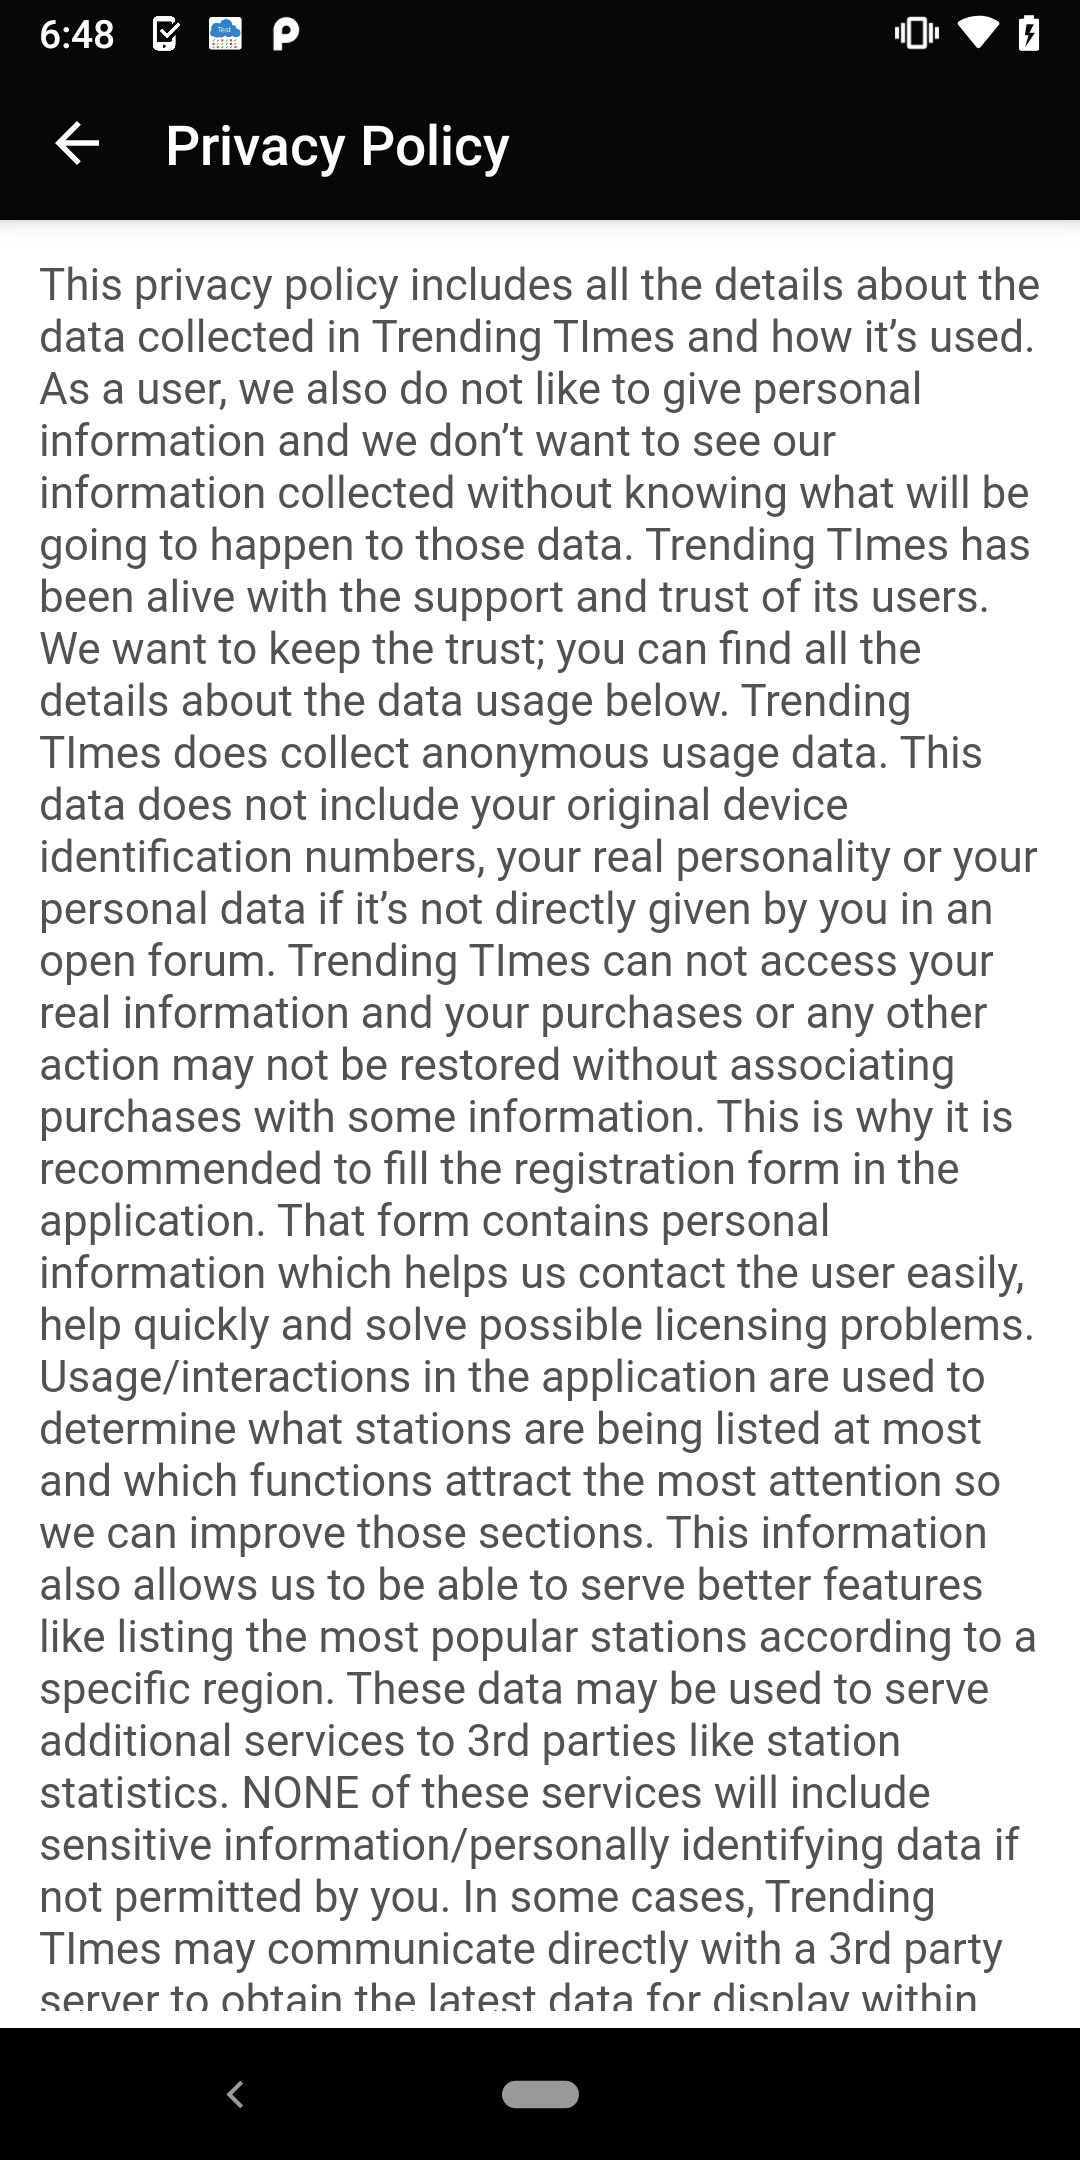 6:48
Test
Privacy Policy
This privacy policy includes all the details about the
data collected in Trending TImes and how it’s used.
As a user, we also do not like to give personal
information and we don’t want to see our
information collected without knowing what will be
going to happen to those data. Trending TImes has
been alive with the support and trust of its users.
We want to keep the trust; you can find all the
details about the data usage below. Trending
TImes does collect anonymous usage data. This
data does not include your original device
identification numbers, your real personality or your
personal data if it’s not directly given by you in an
open forum. Trending TImes can not access your
real information and your purchases or any other
action may not be restored without associating
purchases with some information. This is why it is
recommended to fill the registration form in the
application. That form contains personal
information which helps us contact the user easily,
help quickly and solve possible licensing problems.
Usage/interactions in the application are used to
determine what stations are being listed at most
and which functions attract the most attention so
we can improve those sections. This information
also allows us to be able to serve better features
like listing the most popular stations according to a
specific region. These data may be used to serve
additional services to 3rd parties like station
statistics. NONE of these services will include
sensitive information/personally identifying data if
not permitted by you. In some cases, Trending
TImes may communicate directly with a 3rd party
server to obtain the latest data for display within